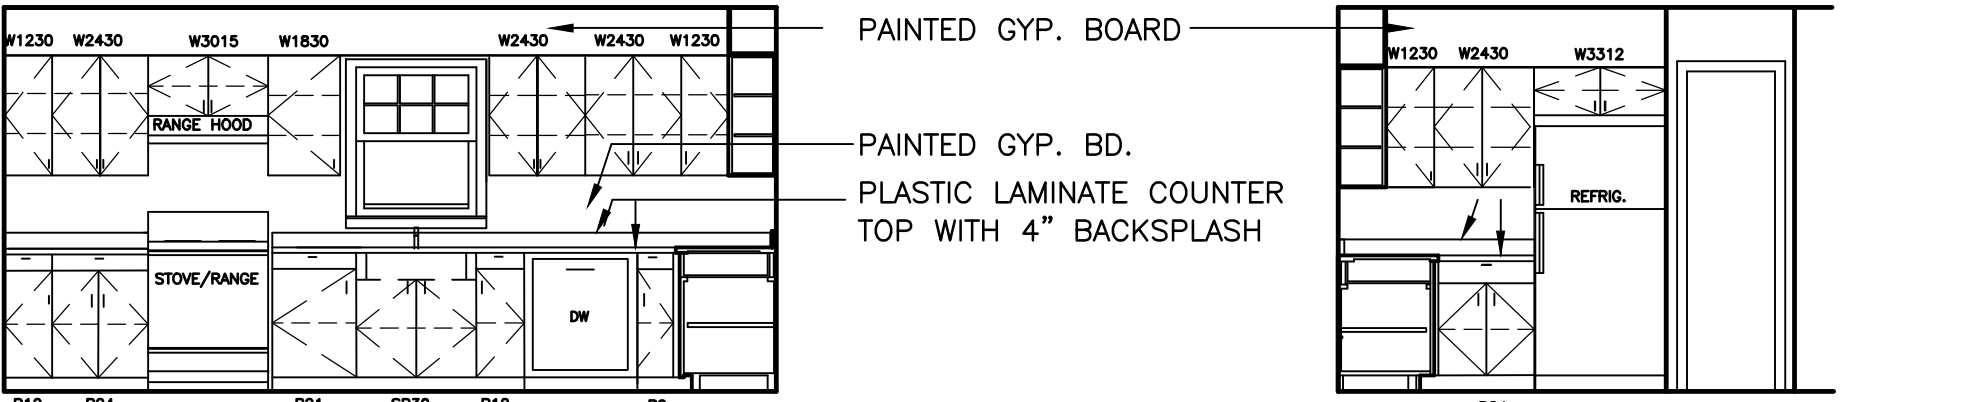 PAINTED GYP. BOARD
W1230 W2430 W3015 W1830 W2430 W2430 W1230
W1230 W2430 W3312
RANGE HOOD
PAINTED GYP. BD.
PLASTIC LAMINATE COUNTER
TOP WITH 4” BACKSPLASH
REFRIG.
STOVE/RANGE
DW